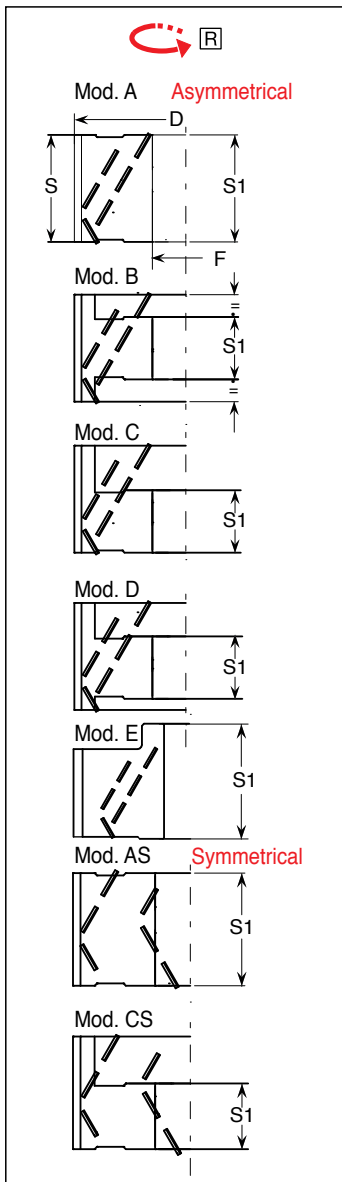 R
Mod. A Asymmetrical
D
S S1
F
Mod. B
=
S1
=
Mod. C
S1
Mod. D
S1
Mod. E
S1
Mod. AS Symmetrical
S1
Mod. CS
S1